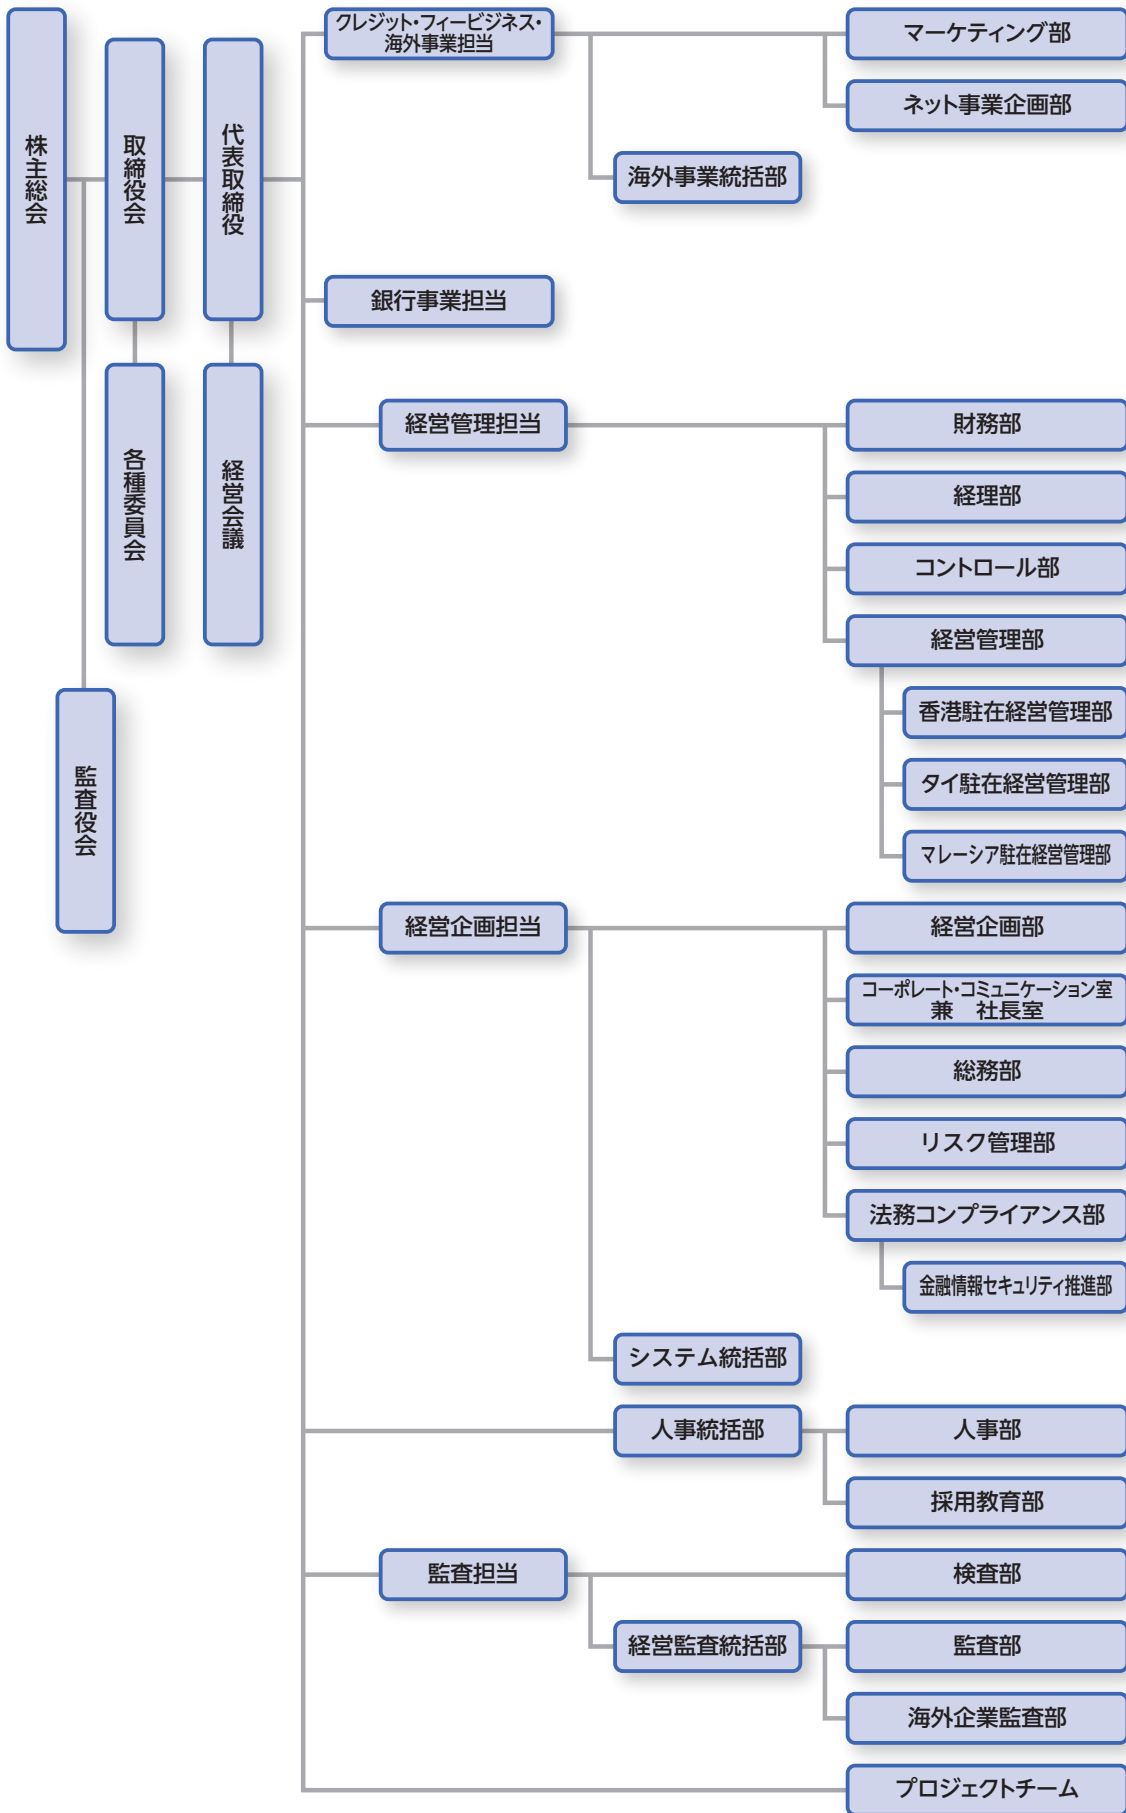 株主総会
取締役会
代表取締役
各種委員会
経営会議
監査役会
クレジット・フィービジネス・
海外事業担当
マーケティング部
ネット事業企画部
海外事業統括部
銀行事業担当
経営管理担当
財務部
経理部
コントロール部
経営管理部
香港駐在経営管理部
タイ駐在経営管理部
マレーシア駐在経営管理部
経営企画担当
経営企画部
コーポレート・コミュニケーション室
兼　社長室
総務部
リスク管理部
法務コンプライアンス部
金融情報セキュリティ推進部
システム統括部
人事統括部
人事部
採用教育部
監査担当
検査部
経営監査統括部
監査部
海外企業監査部
プロジェクトチーム